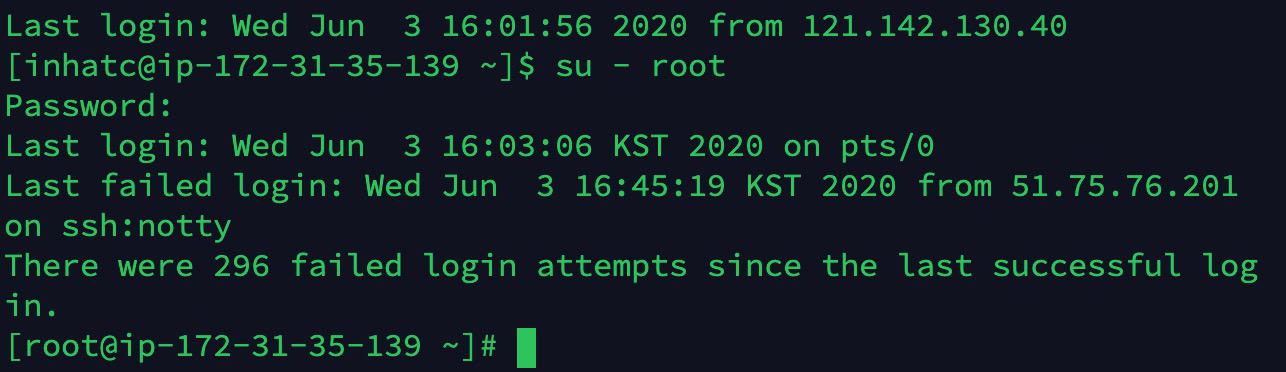 Last login: Wed Jun  3 16:01:56 2020 from 121.142.130.40
[inhatc@ip-172-31-35-139 ~]$ su - root
Password:
Last login: Wed Jun  3 16:03:06 KST 2020 on pts/0
Last failed login: Wed Jun  3 16:45:19 KST 2020 from 51.75.76.201
on ssh:notty
There were 296 failed login attempts since the last successful log
in.
[root@ip-172-31-35-139 ~]#